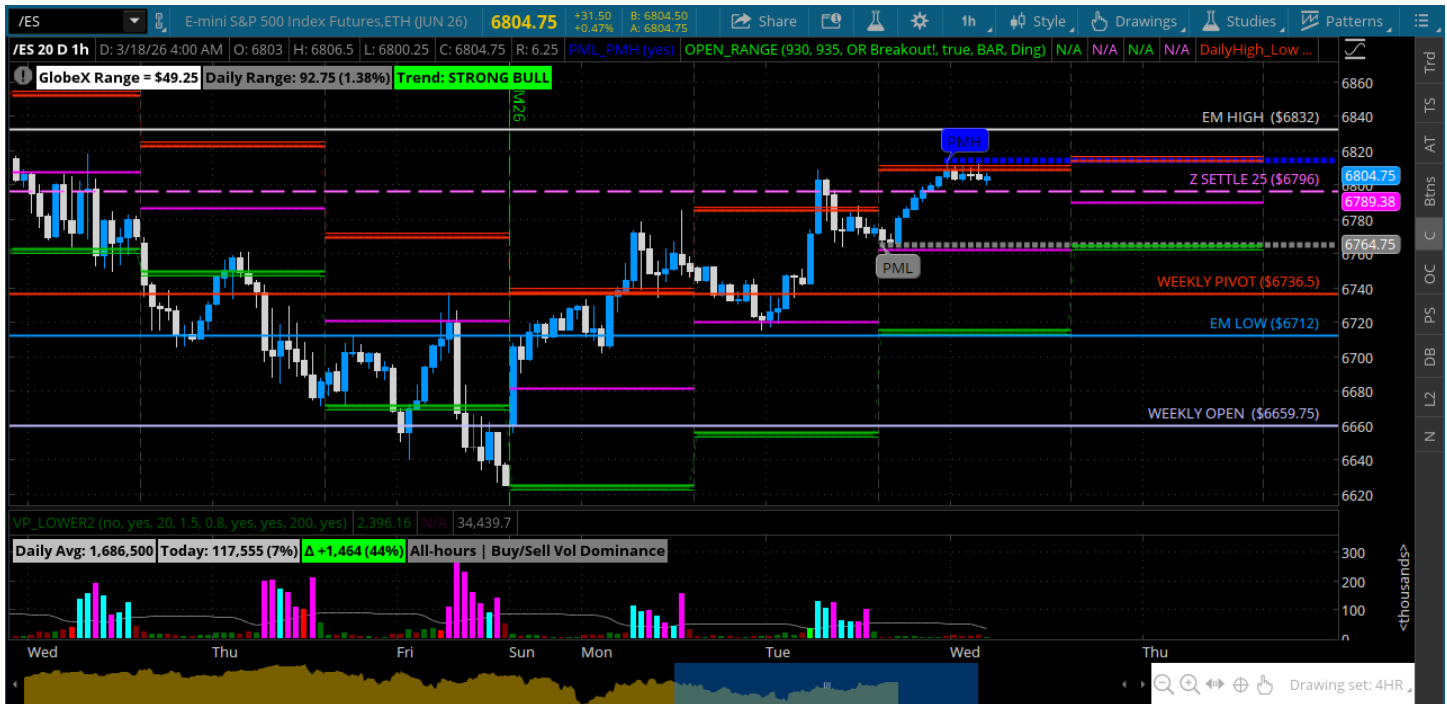 /ES E-mini S&P 500 Index Futures,ETH (JUN 26) 6804.75 +31.50 B: 6804.50 Share 1h Style Drawings Studies Patterns
+0.47% A: 6804.75
/ES 20 D 1h D: 3/18/26 4:00 AM O: 6803 H: 6806.5 L: 6800.25 C: 6804.75 R: 6.25 PML_PMH (yes) OPEN_RANGE (930, 935, OR Breakout!, true, BAR, Ding) N/A N/A N/A N/A DailyHigh_Low ...
GlobeX Range = $49.25 Daily Range: 92.75 (1.38%) Trend: STRONG BULL
M26
6860
EM HIGH ($6832) 6840
PMH
6820
6804.75
Z SETTLE 25 ($6796) 6800
6789.38
6780
6764.75
PML 6760
WEEKLY PIVOT ($6736.5) 6740
EM LOW ($6712) 6720
6700
6680
WEEKLY OPEN ($6659.75) 6660
6640
6620
VP_LOWER2 (no, yes, 20, 1.5, 0.8, yes, yes, 200, yes) 2,396.16 N/A 34,439.7
Daily Avg: 1,686,500 Today: 117,555 (7%) Δ +1,464 (44%) All-hours | Buy/Sell Vol Dominance
300
200
100
0
<thousands>
Wed Thu Fri Sun Mon Tue Wed Thu
Drawing set: 4HR
Trd
TS
AT
Btns
C
OC
PS
DB
L2
N